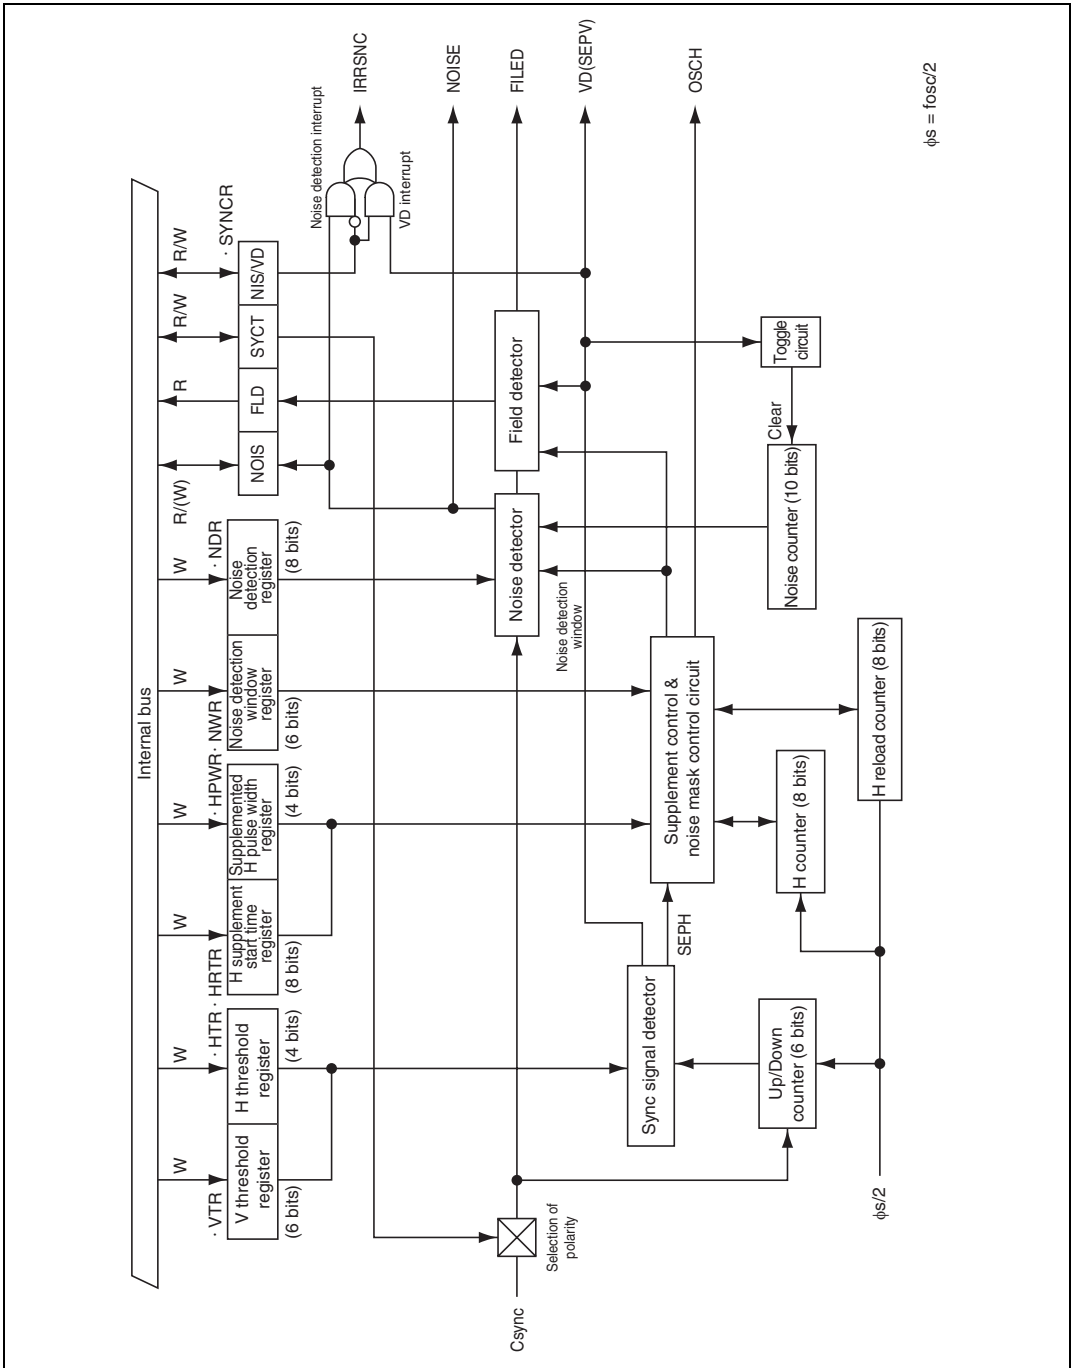 Internal bus
W
· VTR
V threshold
register
(6 bits)
W
· HTR
H threshold
register
(4 bits)
W
· HRTR
H supplement
start time
register
(8 bits)
W
· HPWR
Supplemented
H pulse width
register
(4 bits)
W
· NWR
Noise detection
window
register
(6 bits)
W
· NDR
Noise
detection
register
(8 bits)
R/(W)
NOIS
R
FLD
R/W
SYCT
R/W
NIS/VD
· SYNCR
Noise detection interrupt
VD interrupt
IRRSNC
NOISE
FILED
VD(SEPV)
OSCH
Csync
Selection of
polarity
Noise detector
Field detector
Noise detection
window
Sync signal detector
SEPH
Supplement control &
noise mask control circuit
Toggle
circuit
Clear
Noise counter (10 bits)
Up/Down
counter (6 bits)
H counter (8 bits)
H reload counter (8 bits)
ϕs/2
ϕs = fosc/2